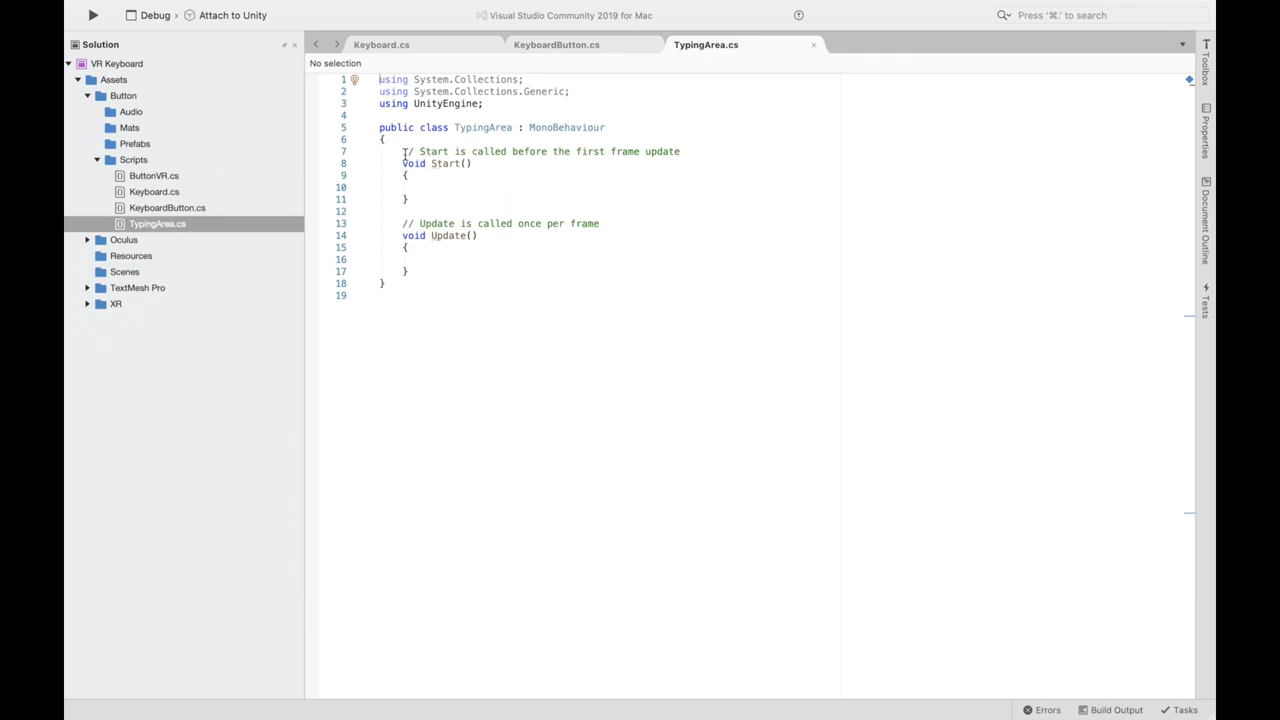 Debug
Attach to Unity
Visual Studio Community 2019 for Mac
Press '⌘.' to search
Solution
Keyboard.cs
KeyboardButton.cs
TypingArea.cs
No selection
VR Keyboard
Assets
Button
Audio
Mats
Prefabs
Scripts
ButtonVR.cs
Keyboard.cs
KeyboardButton.cs
TypingArea.cs
Oculus
Resources
Scenes
TextMesh Pro
XR
1 using System.Collections;
2 using System.Collections.Generic;
3 using UnityEngine;
4
5 public class TypingArea : MonoBehaviour
6 {
7 // Start is called before the first frame update
8 void Start()
9 {
10
11 }
12
13 // Update is called once per frame
14 void Update()
15 {
16
17 }
18 }
19
Toolbox
Properties
Document Outline
Tests
Errors
Build Output
Tasks